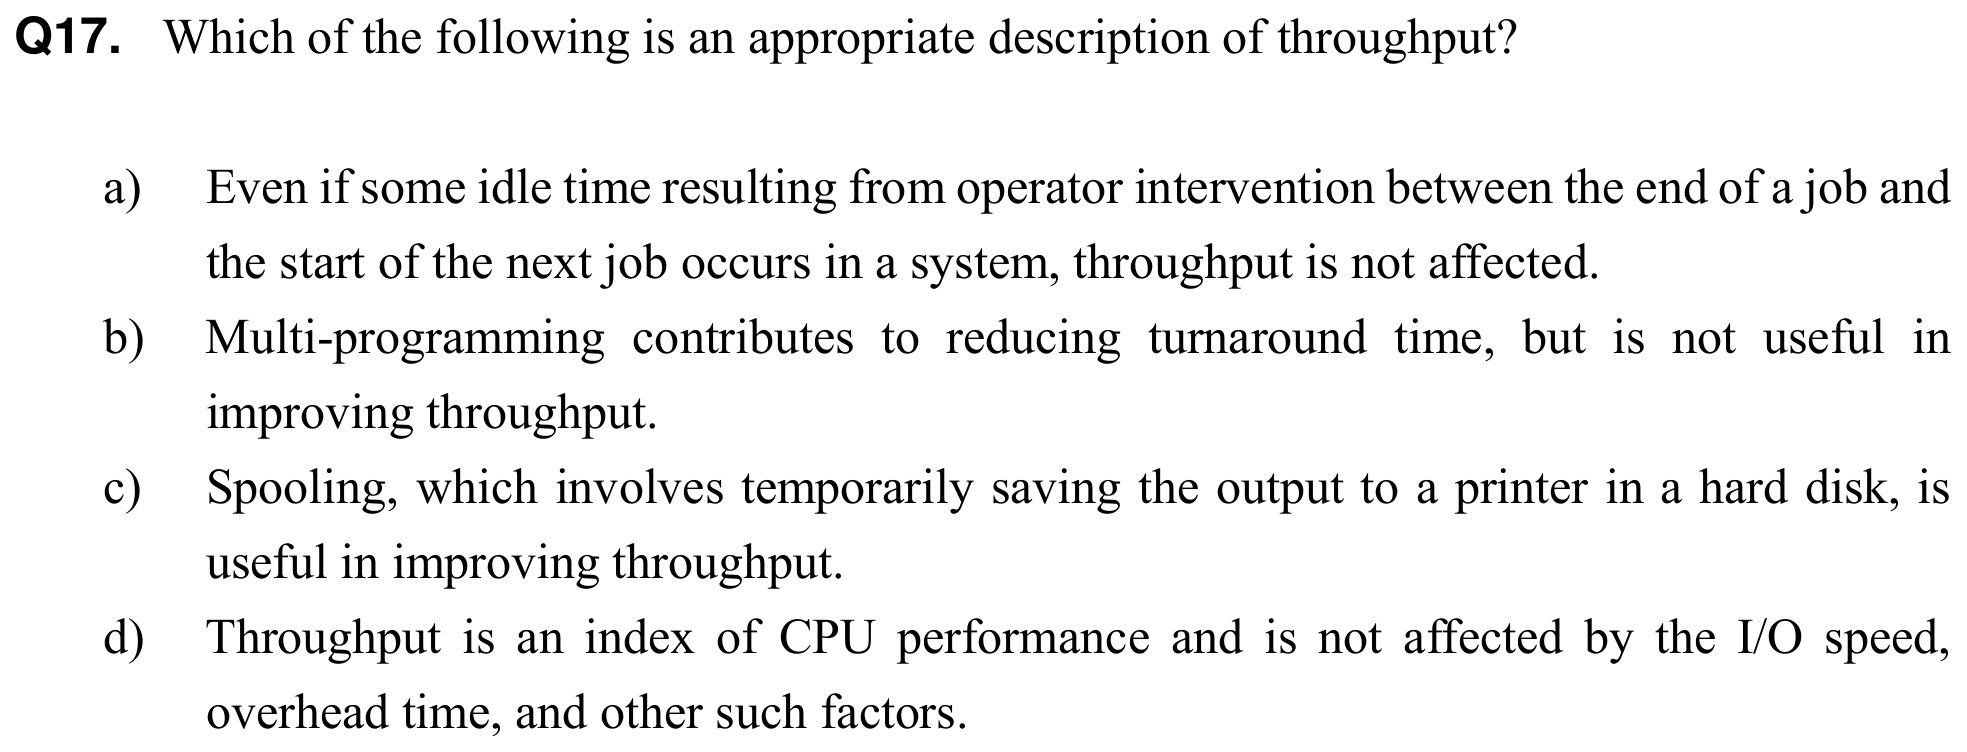 Q17. Which of the following is an appropriate description of throughput?
a) Even if some idle time resulting from operator intervention between the end of a job and
the start of the next job occurs in a system, throughput is not affected.
b) Multi-programming contributes to reducing turnaround time, but is not useful in
improving throughput.
c) Spooling, which involves temporarily saving the output to a printer in a hard disk, is
useful in improving throughput.
d) Throughput is an index of CPU performance and is not affected by the I/O speed,
overhead time, and other such factors.